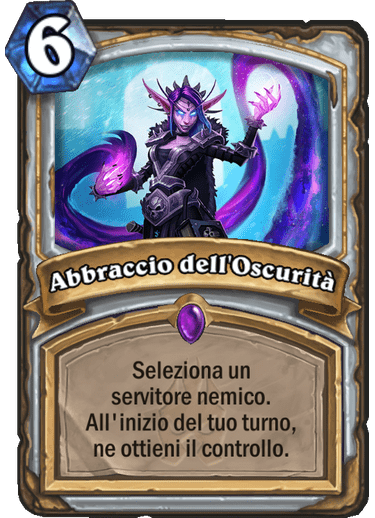 6
Abbraccio dell'Oscurità
Seleziona un
servitore nemico.
All'inizio del tuo turno,
ne ottieni il controllo.